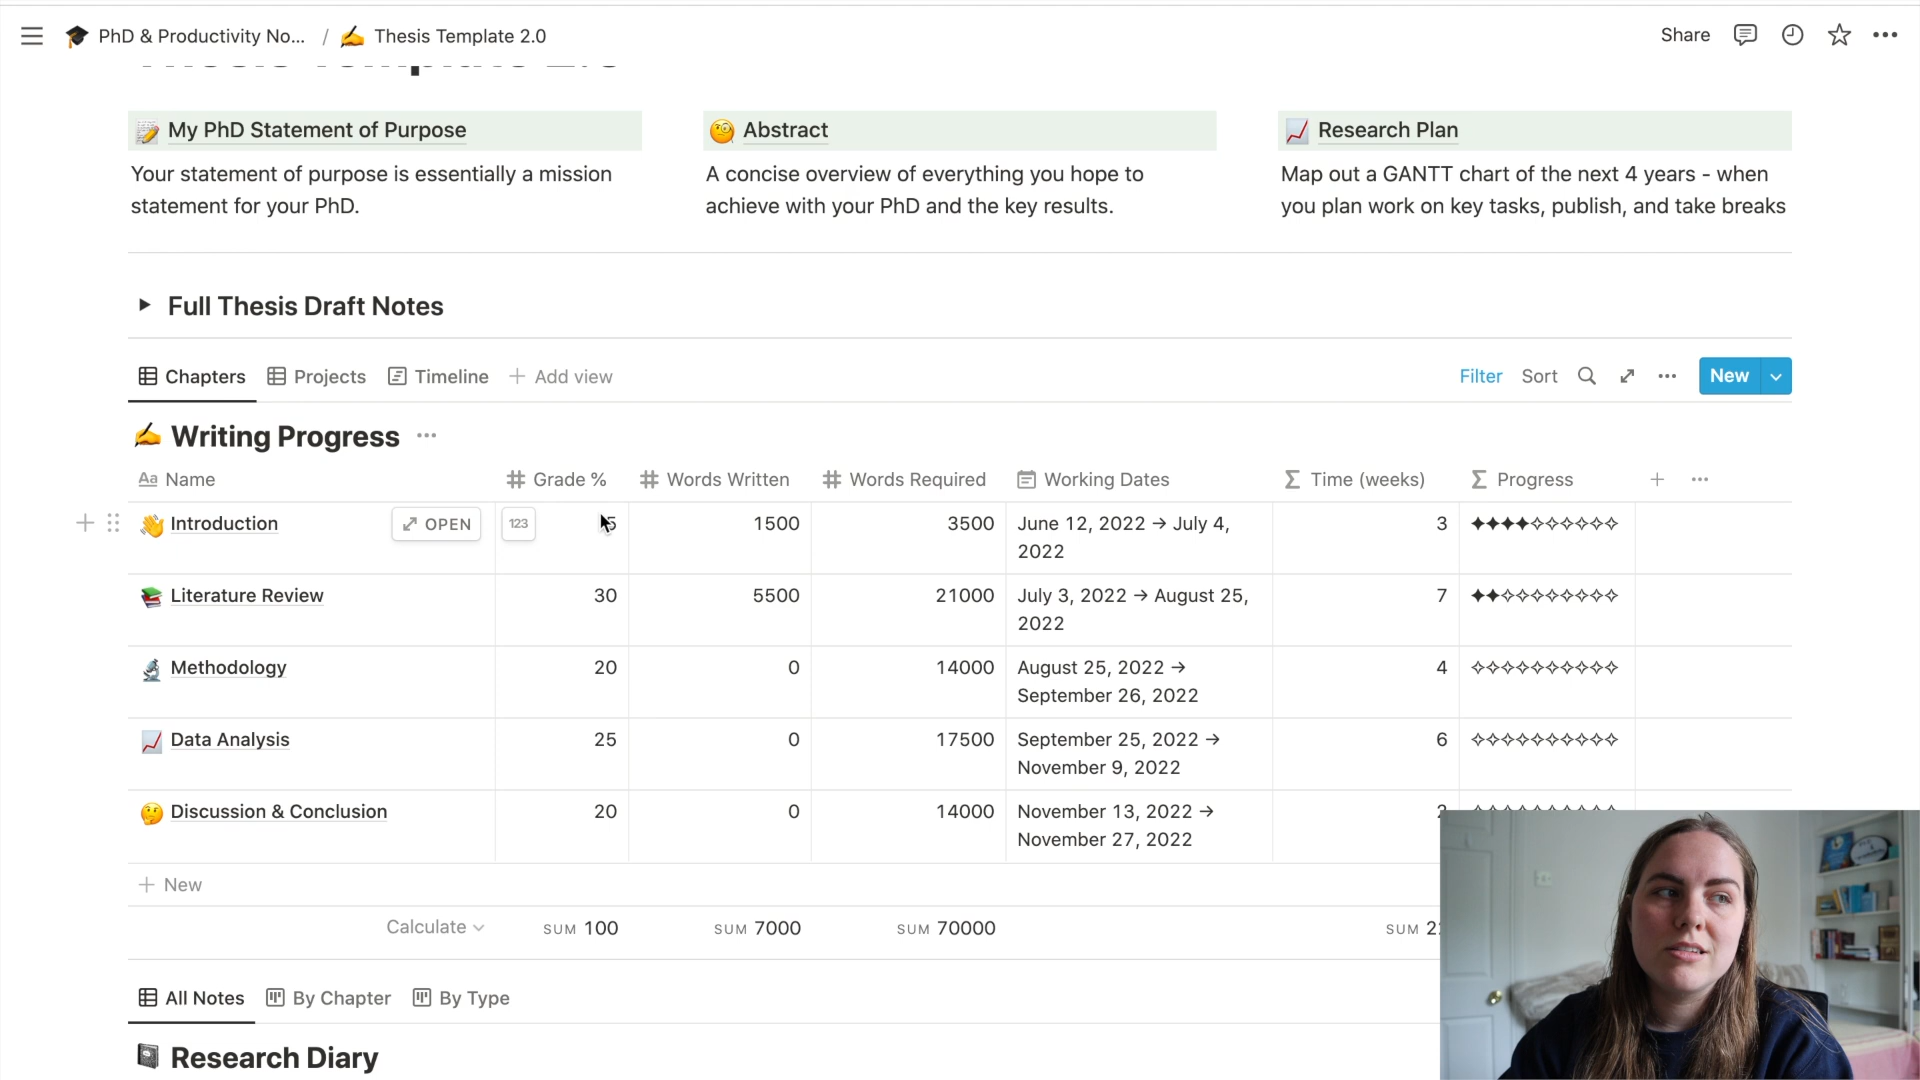 PhD & Productivity No... / Thesis Template 2.0
Share
Thesis Template 2.0
My PhD Statement of Purpose
Your statement of purpose is essentially a mission
statement for your PhD.
Abstract
A concise overview of everything you hope to
achieve with your PhD and the key results.
Research Plan
Map out a GANTT chart of the next 4 years - when
you plan work on key tasks, publish, and take breaks
Full Thesis Draft Notes
Chapters Projects Timeline + Add view
Filter Sort New
Writing Progress
Aa Name # Grade % # Words Written # Words Required Working Dates Σ Time (weeks) Σ Progress
Introduction OPEN 123 1500 3500 June 12, 2022 → July 4, 3 ✦✦✦✦✧✧✧✧✧✧
2022
Literature Review 30 5500 21000 July 3, 2022 → August 25, 7 ✦✦✧✧✧✧✧✧✧✧
2022
Methodology 20 0 14000 August 25, 2022 → 4 ✧✧✧✧✧✧✧✧✧✧
September 26, 2022
Data Analysis 25 0 17500 September 25, 2022 → 6 ✧✧✧✧✧✧✧✧✧✧
November 9, 2022
Discussion & Conclusion 20 0 14000 November 13, 2022 →
November 27, 2022
+ New
Calculate SUM 100 SUM 7000 SUM 70000 SUM
All Notes By Chapter By Type
Research Diary